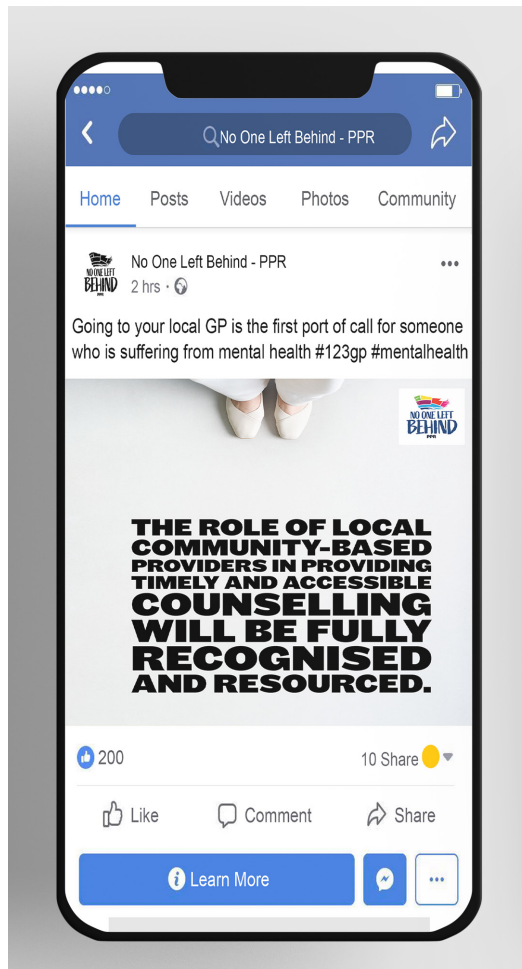 No One Left Behind - PPR
Home Posts Videos Photos Community
NO ONE LEFT
BEHIND
PPR
No One Left Behind - PPR
2 hrs ·
Going to your local GP is the first port of call for someone
who is suffering from mental health #123gp #mentalhealth
NO ONE LEFT
BEHIND
PPR
THE ROLE OF LOCAL
COMMUNITY-BASED
PROVIDERS IN PROVIDING
TIMELY AND ACCESSIBLE
COUNSELLING
WILL BE FULLY
RECOGNISED
AND RESOURCED.
200 10 Share
Like Comment Share
Learn More